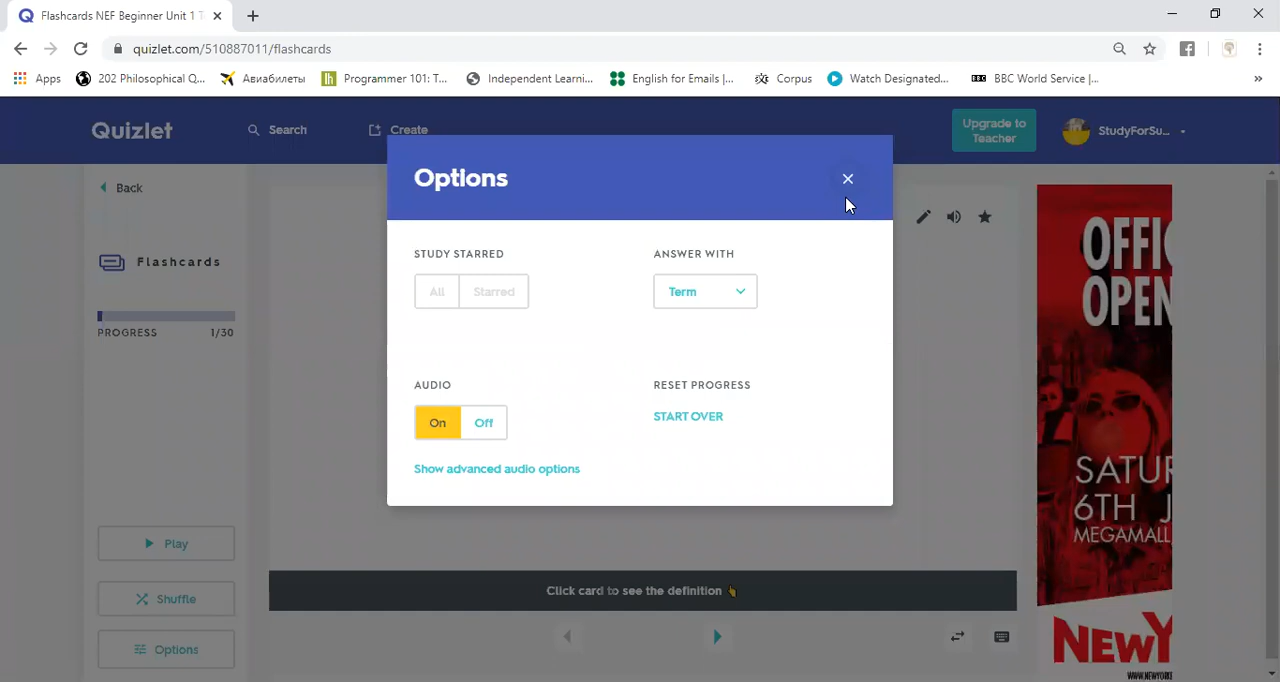 Flashcards NEF Beginner Unit 1 T
quizlet.com/510887011/flashcards
Apps 202 Philosophical Q... Авиабилеты Programmer 101: T... Independent Learni... English for Emails |... Corpus Watch Designated... BBC World Service |... »
Quizlet Search Create Upgrade to
Teacher
StudyForSu...
Back
Flashcards
PROGRESS 1/30
Play
Shuffle
Options
Options
STUDY STARRED
All Starred
ANSWER WITH
Term
AUDIO
On Off
Show advanced audio options
RESET PROGRESS
START OVER
Click card to see the definition
OFFIC
OPEN
SATUR
6TH J
MEGAMALL,
NEWY
WWW.NEWYORKE